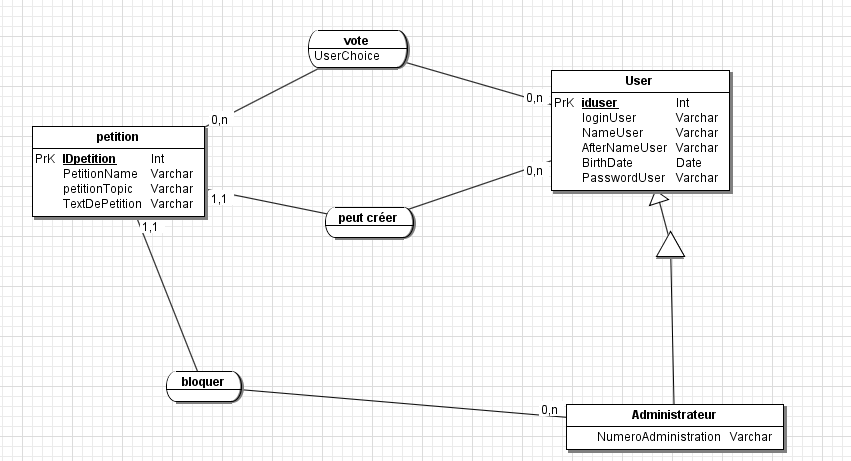 vote
UserChoice
0,n
0,n
User
PrK iduser Int
loginUser Varchar
NameUser Varchar
AfterNameUser Varchar
BirthDate Date
PasswordUser Varchar
petition
PrK IDpetition Int
PetitionName Varchar
petitionTopic Varchar
TextDePetition Varchar
0,n
1,1
peut créer
1,1
bloquer
0,n
Administrateur
NumeroAdministration Varchar